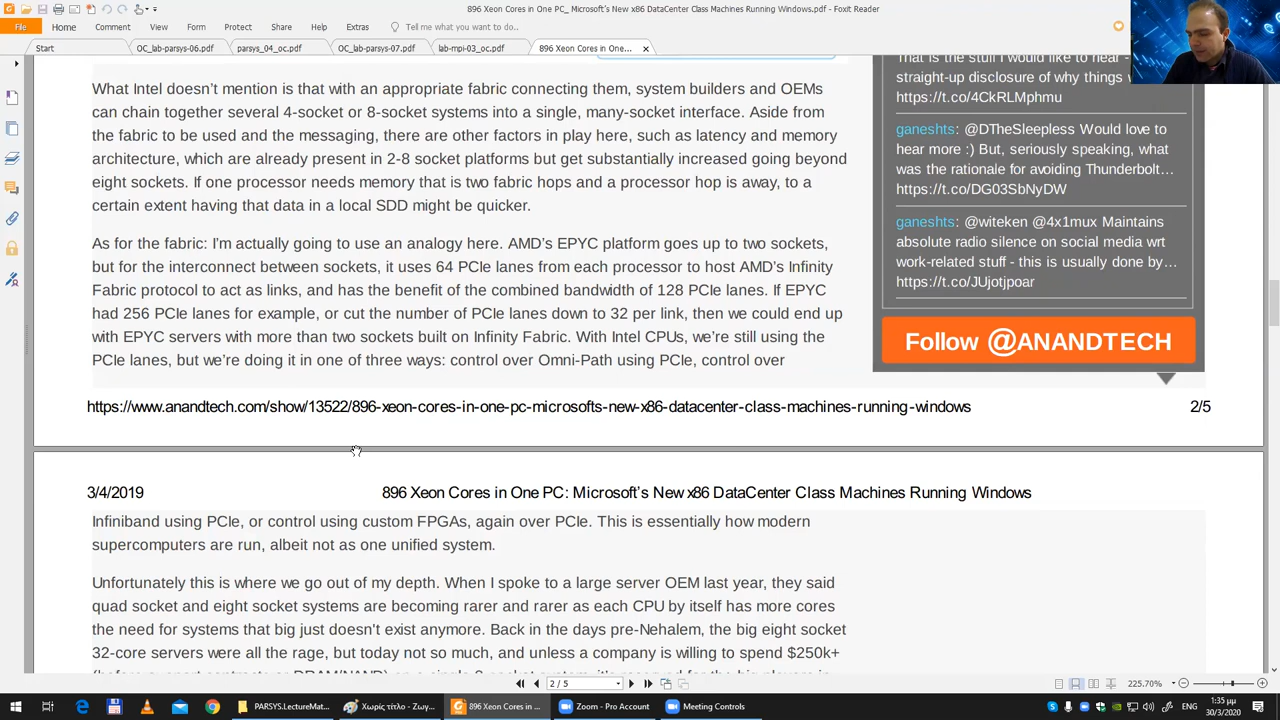 896 Xeon Cores in One PC_ Microsoft's New x86 DataCenter Class Machines Running Windows.pdf - Foxit Reader
File Home Comment View Form Protect Share Help Extras Tell me what you want to do...
Start OC_lab-parsys-06.pdf parsys_04_oc.pdf OC_lab-parsys-07.pdf lab-mpi-03_oc.pdf 896 Xeon Cores in One...
What Intel doesn't mention is that with an appropriate fabric connecting them, system builders and OEMs
can chain together several 4-socket or 8-socket systems into a single, many-socket interface. Aside from
the fabric to be used and the messaging, there are other factors in play here, such as latency and memory
architecture, which are already present in 2-8 socket platforms but get substantially increased going beyond
eight sockets. If one processor needs memory that is two fabric hops and a processor hop is away, to a
certain extent having that data in a local SDD might be quicker.
As for the fabric: I'm actually going to use an analogy here. AMD's EPYC platform goes up to two sockets,
but for the interconnect between sockets, it uses 64 PCIe lanes from each processor to host AMD's Infinity
Fabric protocol to act as links, and has the benefit of the combined bandwidth of 128 PCIe lanes. If EPYC
had 256 PCIe lanes for example, or cut the number of PCIe lanes down to 32 per link, then we could end up
with EPYC servers with more than two sockets built on Infinity Fabric. With Intel CPUs, we're still using the
PCIe lanes, but we're doing it in one of three ways: control over Omni-Path using PCIe, control over
That is the stuff I would like to hear -
straight-up disclosure of why things
https://t.co/4CkRLMphmu
ganeshts: @DTheSleepless Would love to
hear more :) But, seriously speaking, what
was the rationale for avoiding Thunderbolt…
https://t.co/DG03SbNyDW
ganeshts: @witeken @4x1mux Maintains
absolute radio silence on social media wrt
work-related stuff - this is usually done by…
https://t.co/JUjotjpoar
Follow @ANANDTECH
https://www.anandtech.com/show/13522/896-xeon-cores-in-one-pc-microsofts-new-x86-datacenter-class-machines-running-windows 2/5
3/4/2019 896 Xeon Cores in One PC: Microsoft's New x86 DataCenter Class Machines Running Windows
Infiniband using PCIe, or control using custom FPGAs, again over PCIe. This is essentially how modern
supercomputers are run, albeit not as one unified system.
Unfortunately this is where we go out of my depth. When I spoke to a large server OEM last year, they said
quad socket and eight socket systems are becoming rarer and rarer as each CPU by itself has more cores
the need for systems that big just doesn't exist anymore. Back in the days pre-Nehalem, the big eight socket
32-core servers were all the rage, but today not so much, and unless a company is willing to spend $250k+
2 / 5 225.70%
PARSYS.LectureMat... Χωρίς τίτλο - Ζωγ... 896 Xeon Cores in ... Zoom - Pro Account Meeting Controls 1:35 μμ
30/3/2020